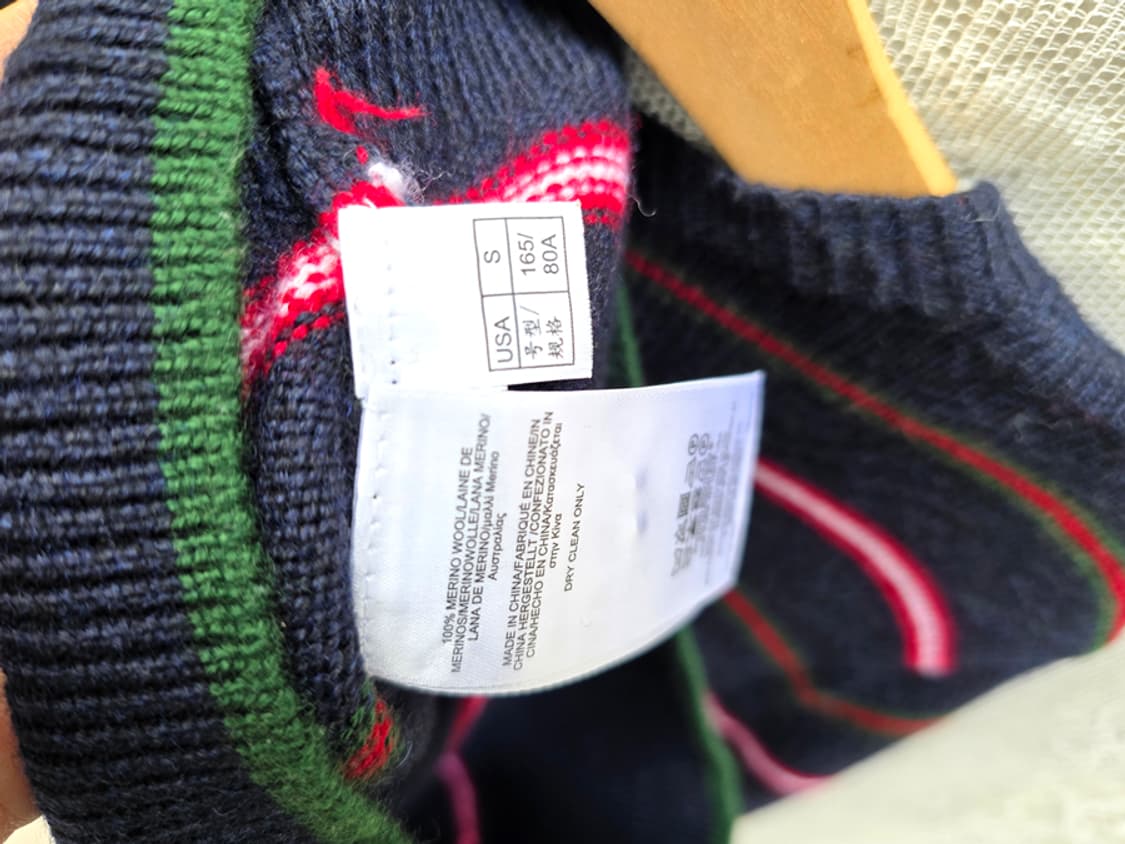 USA S
号型/ 165/
规格 80A
100% MERINO WOOL/LAINE DE
MERINOS/MERINOWOLLE/LANA MERINO/
LANA DE MERINO/μαλλί Merino
Αυστραλίας
MADE IN CHINA/FABRIQUÉ EN CHINE/IN
CHINA HERGESTELLT /CONFEZIONATO IN
CINA/HECHO EN CHINA/Κατασκευάζεται
στην Κίνα
DRY CLEAN ONLY